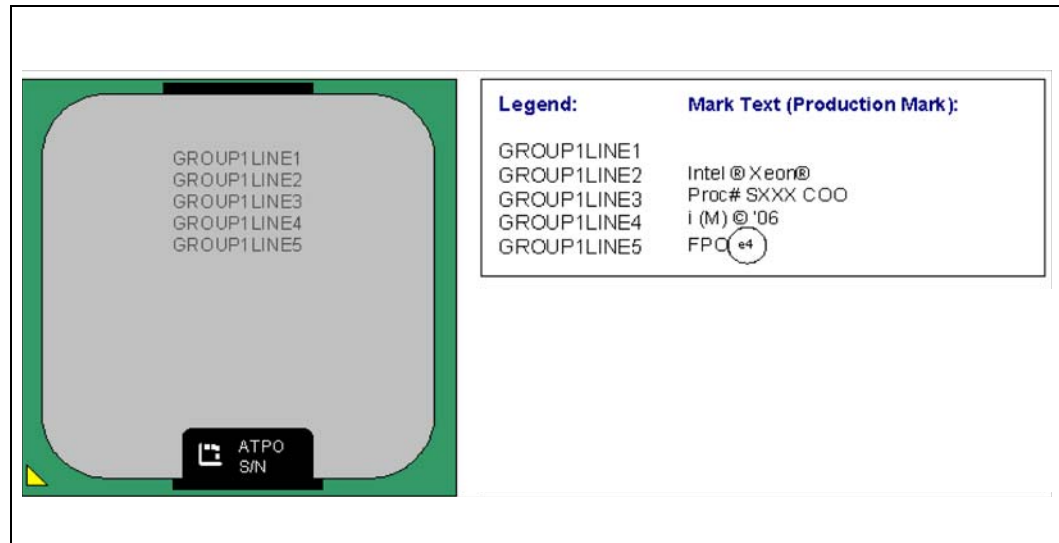 GROUP1LINE1
GROUP1LINE2
GROUP1LINE3
GROUP1LINE4
GROUP1LINE5
ATPO
S/N
Legend: Mark Text (Production Mark):
GROUP1LINE1
GROUP1LINE2 Intel ® Xeon®
GROUP1LINE3 Proc# SXXX COO
GROUP1LINE4 i (M) © '06
GROUP1LINE5 FPO e4